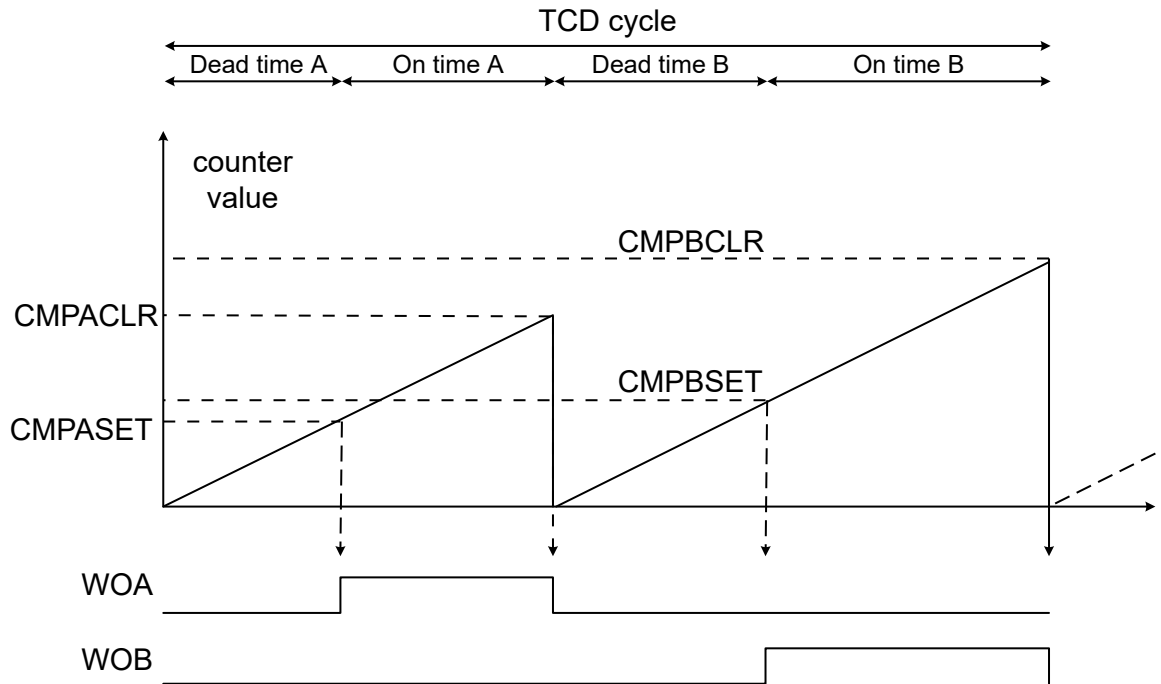 TCD cycle
Dead time A
On time A
Dead time B
On time B
counter
value
CMPBCLR
CMPACLR
CMPBSET
CMPASET
WOA
WOB